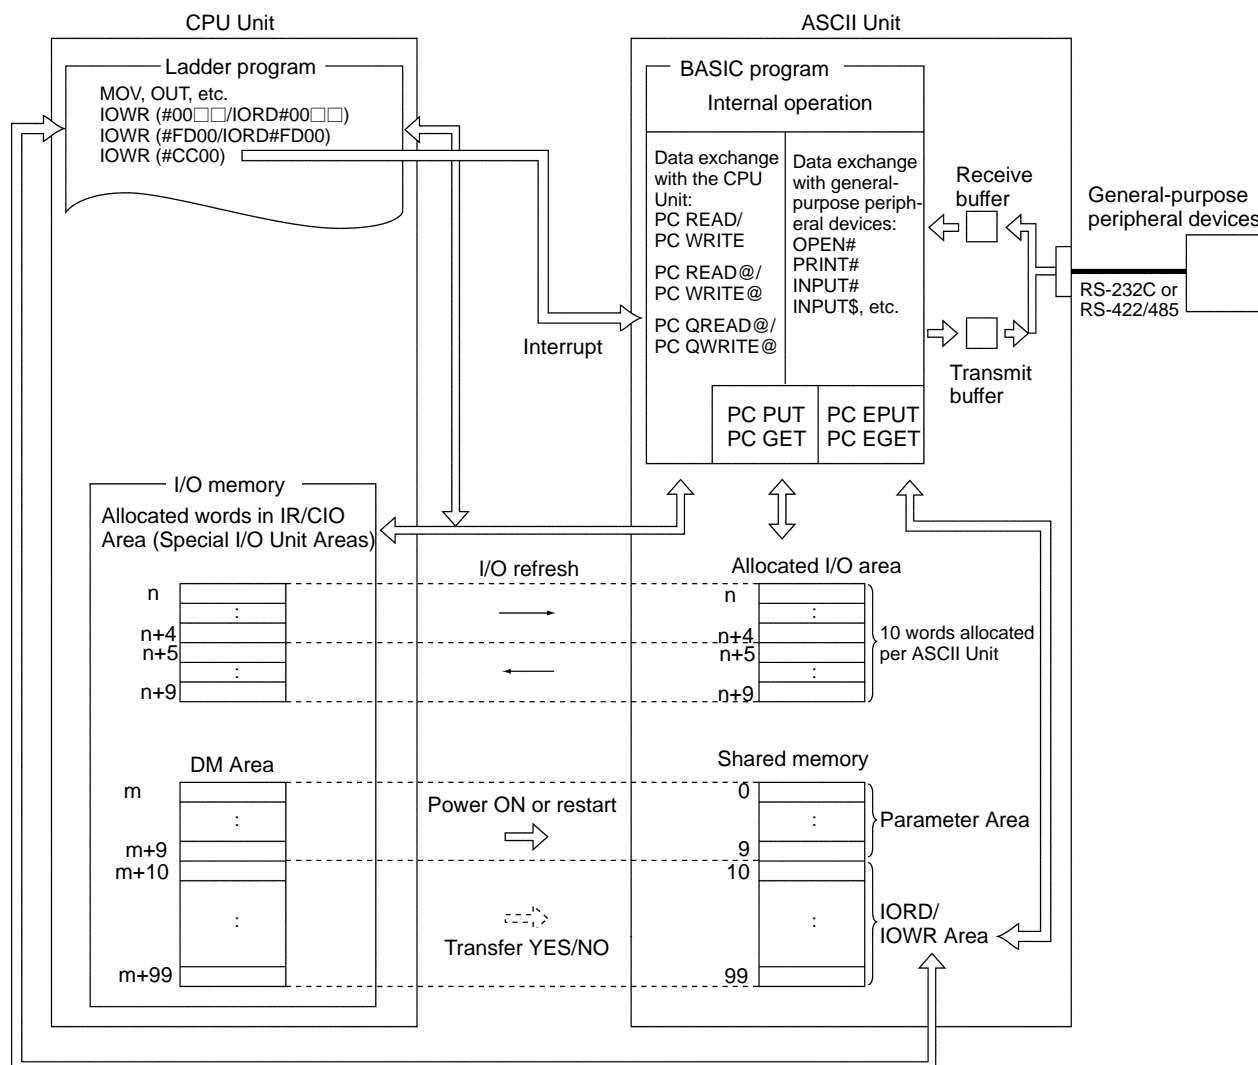 CPU Unit
ASCII Unit
Ladder program
MOV, OUT, etc.
IOWR (#00□□/IORD#00□□)
IOWR (#FD00/IORD#FD00)
IOWR (#CC00)
BASIC program
Internal operation
Data exchange
with the CPU
Unit:
PC READ/
PC WRITE
PC READ@/
PC WRITE@
PC QREAD@/
PC QWRITE@
Data exchange
with general-
purpose periph-
eral devices:
OPEN#
PRINT#
INPUT#
INPUT$, etc.
Receive
buffer
General-purpose
peripheral devices
RS-232C or
RS-422/485
Interrupt
Transmit
buffer
PC PUT
PC GET
PC EPUT
PC EGET
I/O memory
Allocated words in IR/CIO
Area (Special I/O Unit Areas)
I/O refresh
Allocated I/O area
n
:
n+4
n+5
:
n+9
n
:
n+4
n+5
:
n+9
10 words allocated
per ASCII Unit
DM Area
Shared memory
m
:
m+9
m+10
:
m+99
Power ON or restart
Transfer YES/NO
0
:
9
10
:
99
Parameter Area
IORD/
IOWR Area